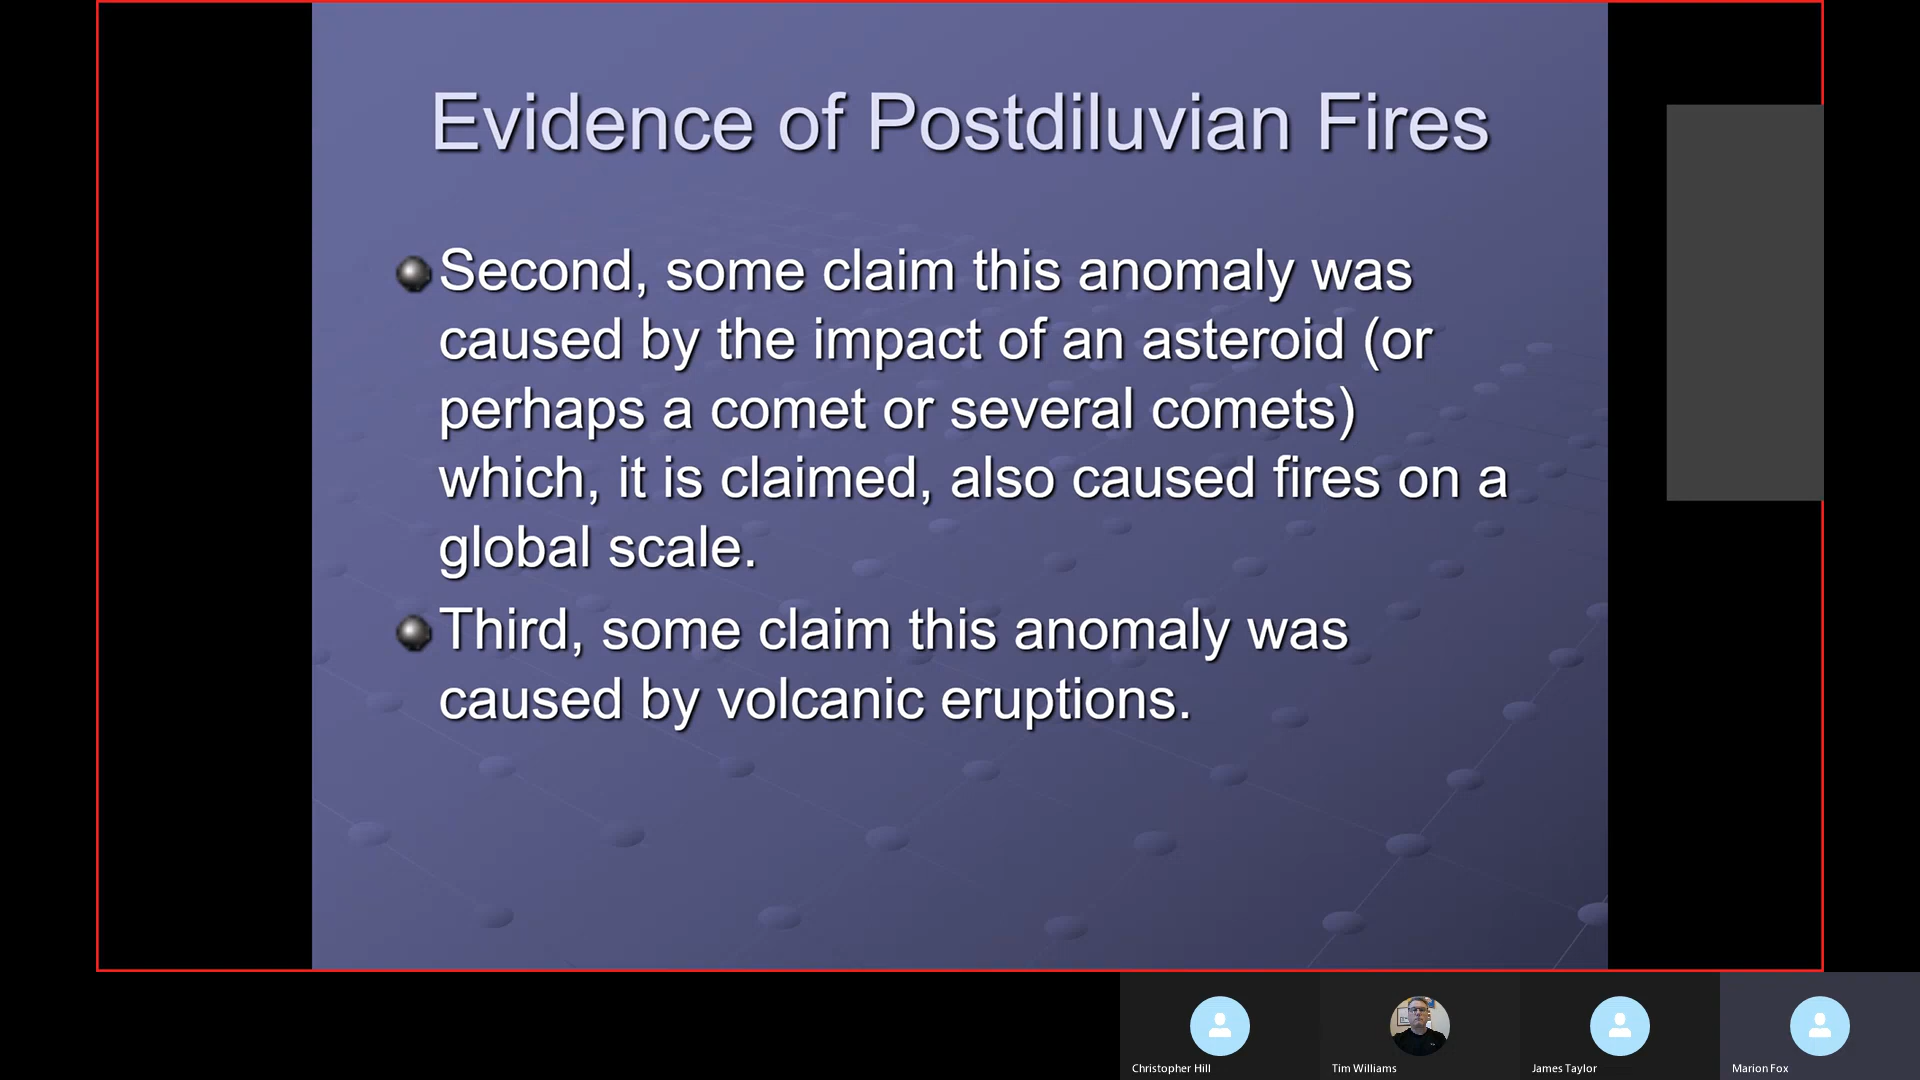 Evidence of Postdiluvian Fires
Second, some claim this anomaly was
caused by the impact of an asteroid (or
perhaps a comet or several comets)
which, it is claimed, also caused fires on a
global scale.
Third, some claim this anomaly was
caused by volcanic eruptions.
Christopher Hill
Tim Williams
James Taylor
Marion Fox